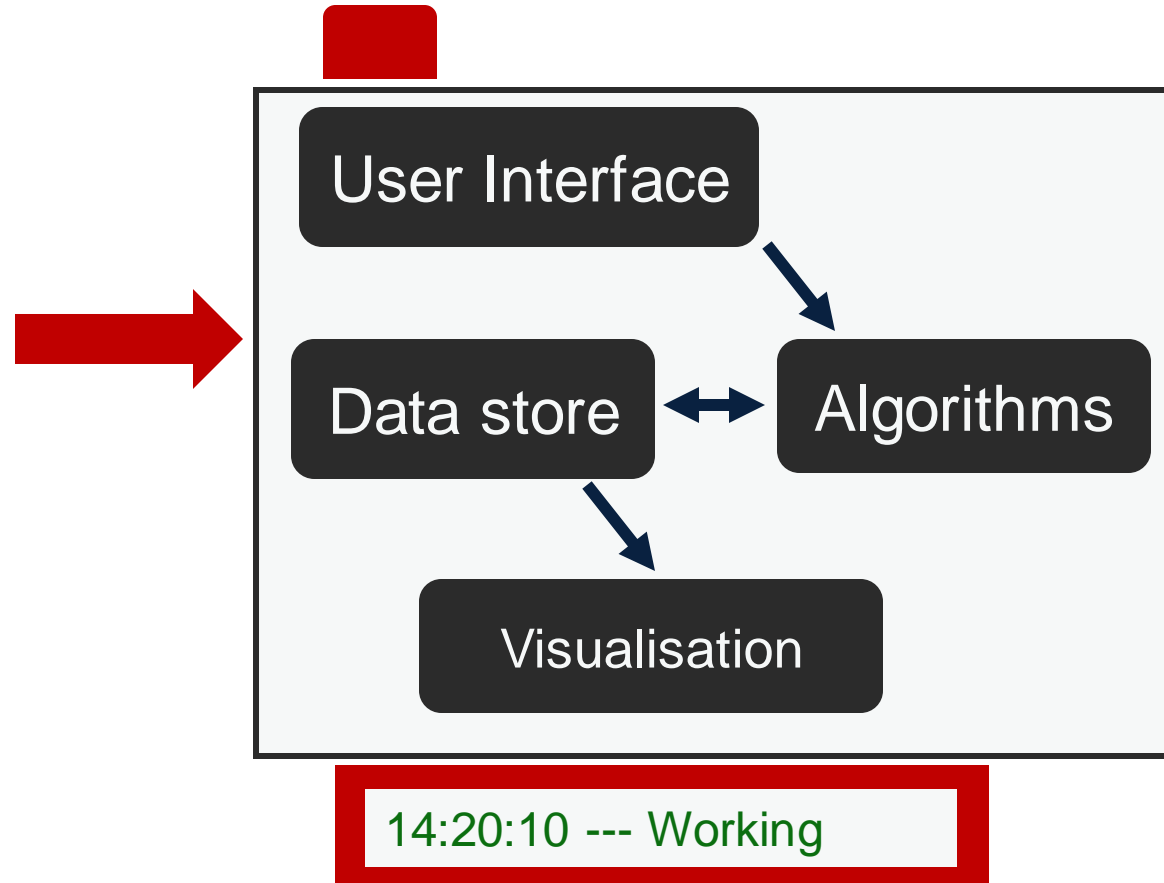 User Interface
Data store
Algorithms
Visualisation
14:20:10 --- Working